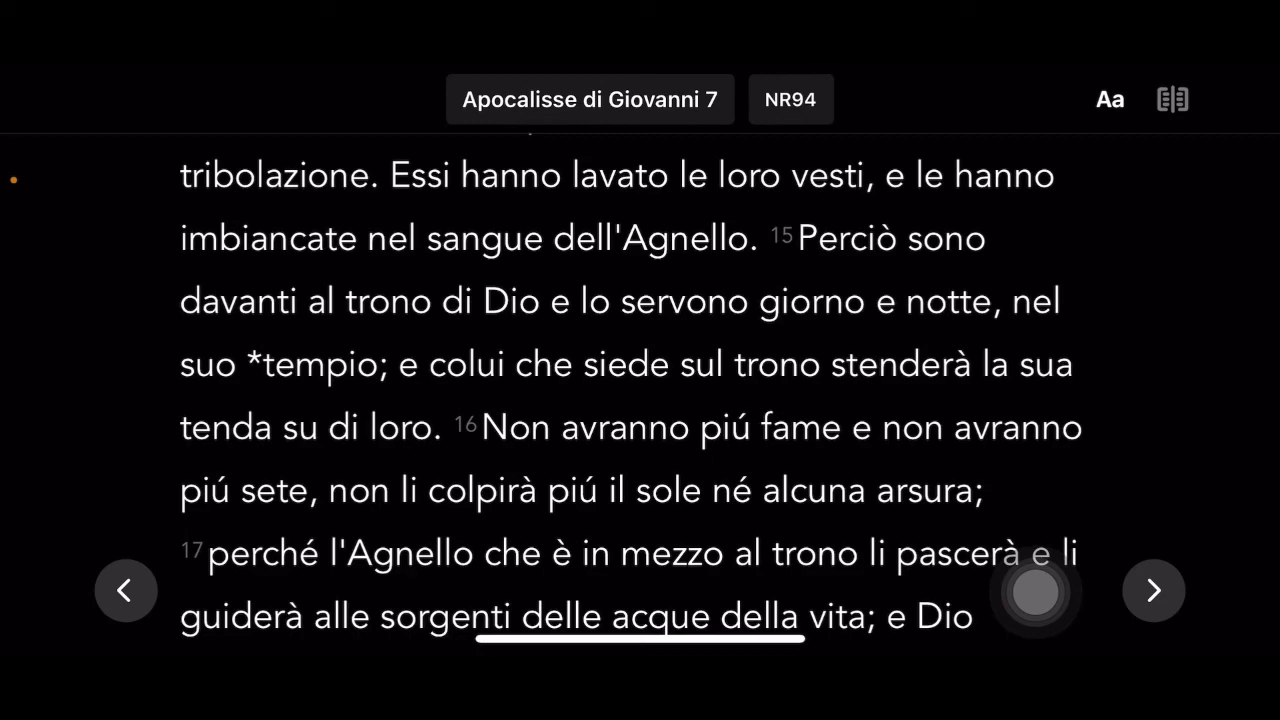 Apocalisse di Giovanni 7 NR94 Aa
tribolazione. Essi hanno lavato le loro vesti, e le hanno
imbiancate nel sangue dell'Agnello. 15 Perciò sono
davanti al trono di Dio e lo servono giorno e notte, nel
suo *tempio; e colui che siede sul trono stenderà la sua
tenda su di loro. 16 Non avranno piú fame e non avranno
piú sete, non li colpirà piú il sole né alcuna arsura;
17 perché l'Agnello che è in mezzo al trono li pascerà e li
guiderà alle sorgenti delle acque della vita; e Dio